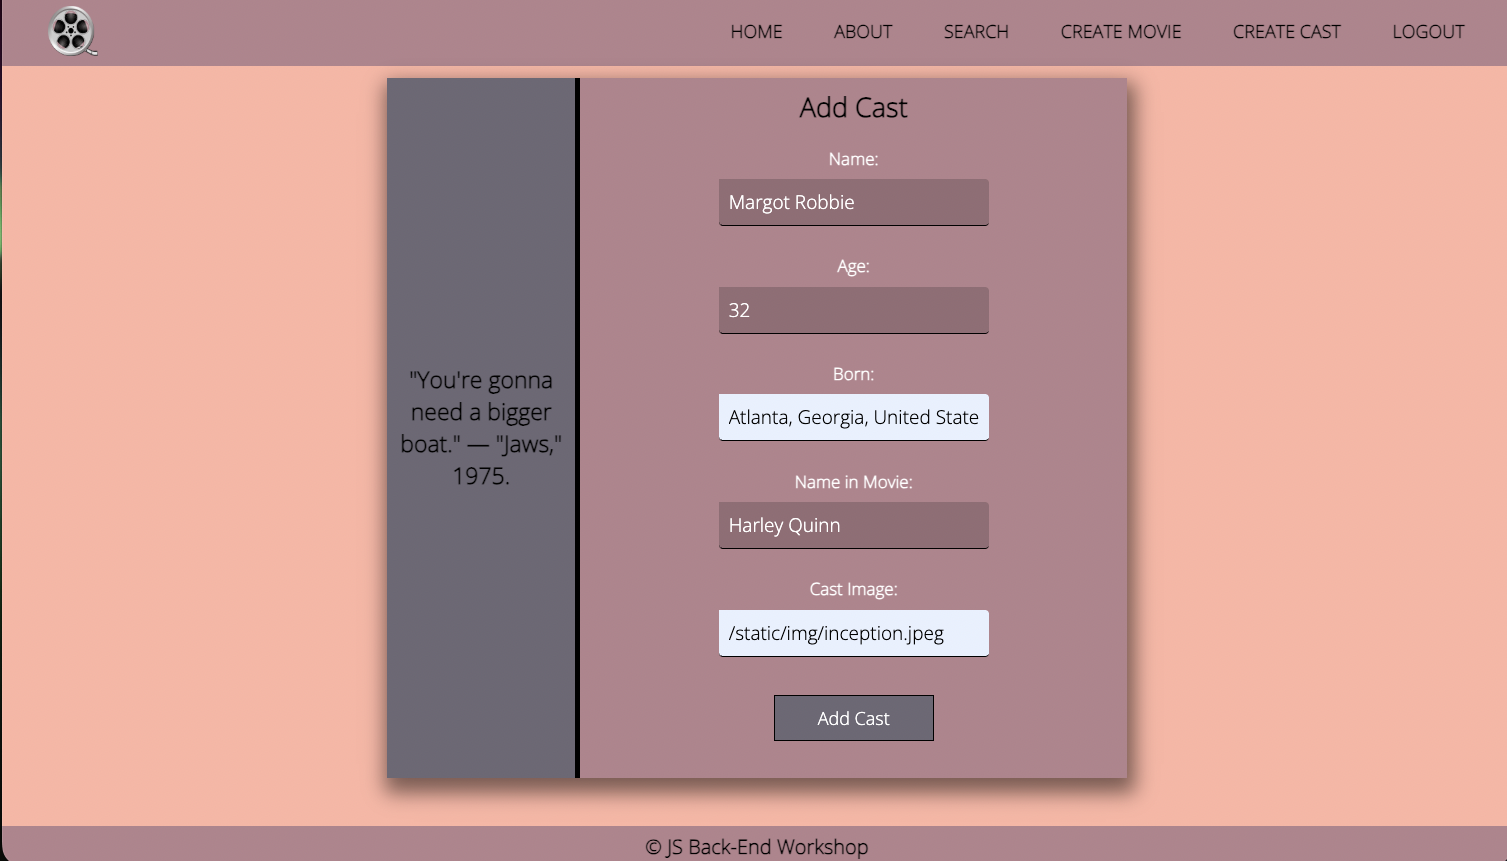 HOME ABOUT SEARCH CREATE MOVIE CREATE CAST LOGOUT
"You're gonna
need a bigger
boat." — "Jaws,"
1975.
Add Cast
Name:
Margot Robbie
Age:
32
Born:
Atlanta, Georgia, United State
Name in Movie:
Harley Quinn
Cast Image:
/static/img/inception.jpeg
Add Cast
© JS Back-End Workshop